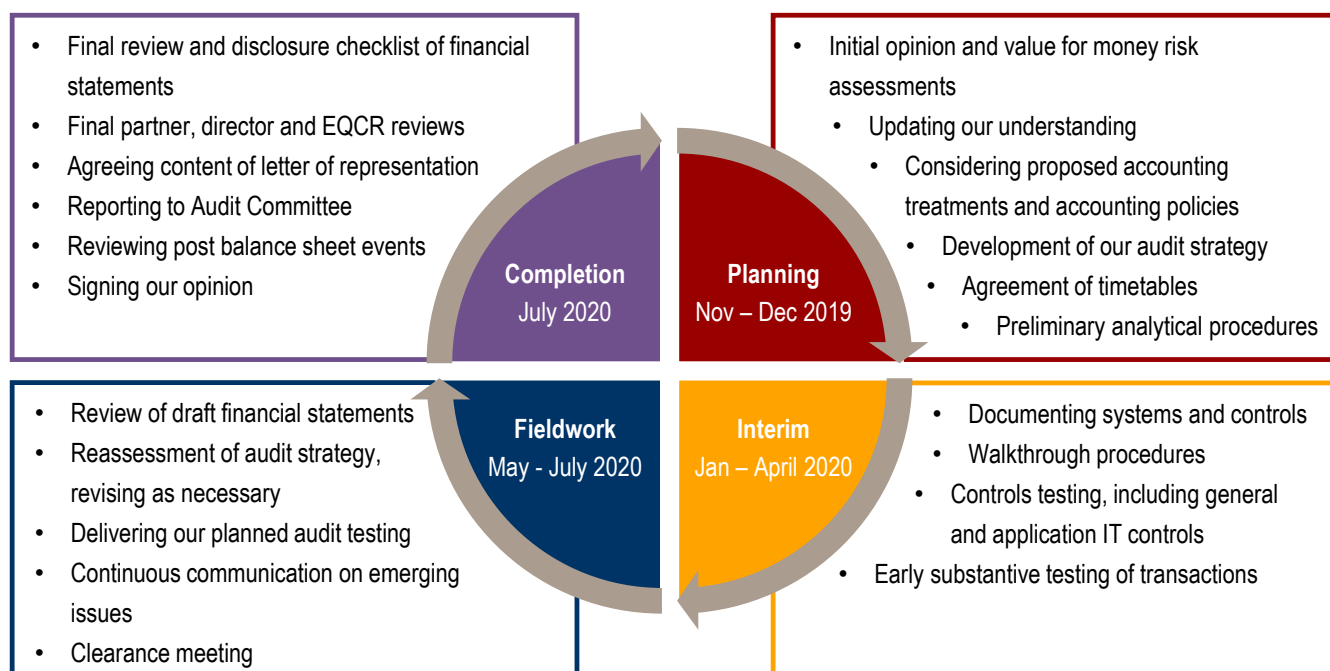 • Final review and disclosure checklist of financial
statements
• Final partner, director and EQCR reviews
• Agreeing content of letter of representation
• Reporting to Audit Committee
• Reviewing post balance sheet events
• Signing our opinion
Completion
July 2020
• Initial opinion and value for money risk
assessments
• Updating our understanding
• Considering proposed accounting
treatments and accounting policies
• Development of our audit strategy
• Agreement of timetables
• Preliminary analytical procedures
Planning
Nov – Dec 2019
• Review of draft financial statements
• Reassessment of audit strategy,
revising as necessary
• Delivering our planned audit testing
• Continuous communication on emerging
issues
• Clearance meeting
Fieldwork
May - July 2020
Interim
Jan – April 2020
• Documenting systems and controls
• Walkthrough procedures
• Controls testing, including general
and application IT controls
• Early substantive testing of transactions